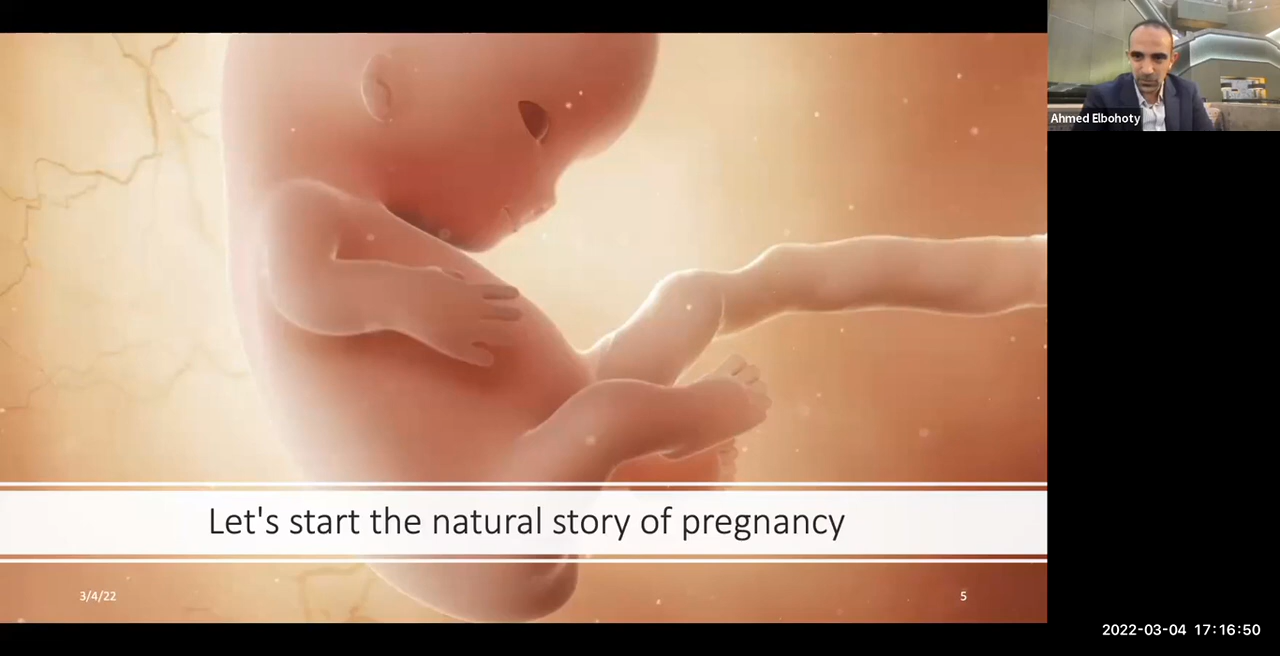 Ahmed Elbohoty
Let's start the natural story of pregnancy
3/4/22
5
2022-03-04 17:16:50